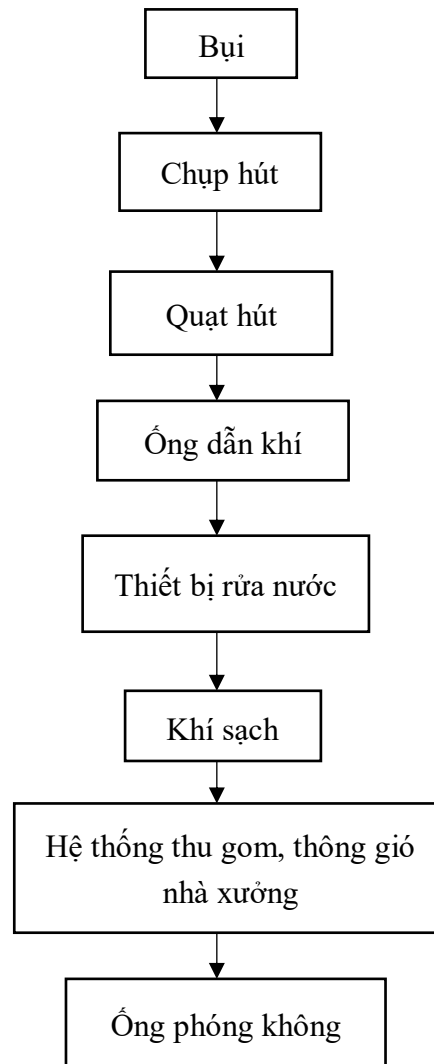 Bụi
Chụp hút
Quạt hút
Ống dẫn khí
Thiết bị rửa nước
Khí sạch
Hệ thống thu gom, thông gió
nhà xưởng
Ống phóng không